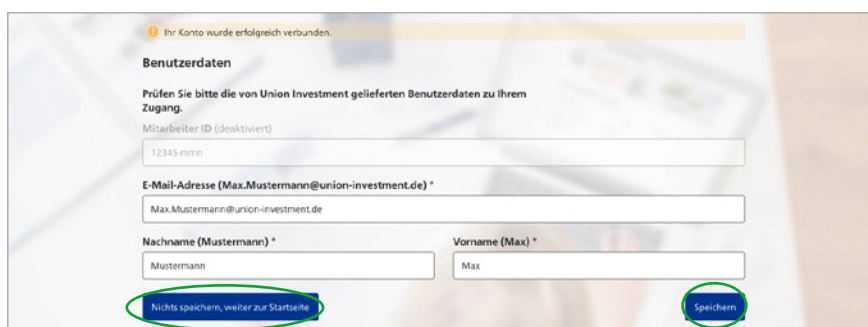 Ihr Konto wurde erfolgreich verbunden.
Benutzerdaten
Prüfen Sie bitte die von Union Investment gelieferten Benutzerdaten zu Ihrem
Zugang.
Mitarbeiter ID (deaktiviert)
12345-mmn
E-Mail-Adresse (Max.Mustermann@union-investment.de) *
Max.Mustermann@union-investment.de
Nachname (Mustermann) * Vorname (Max) *
Mustermann Max
Nichts speichern, weiter zur Startseite Speichern